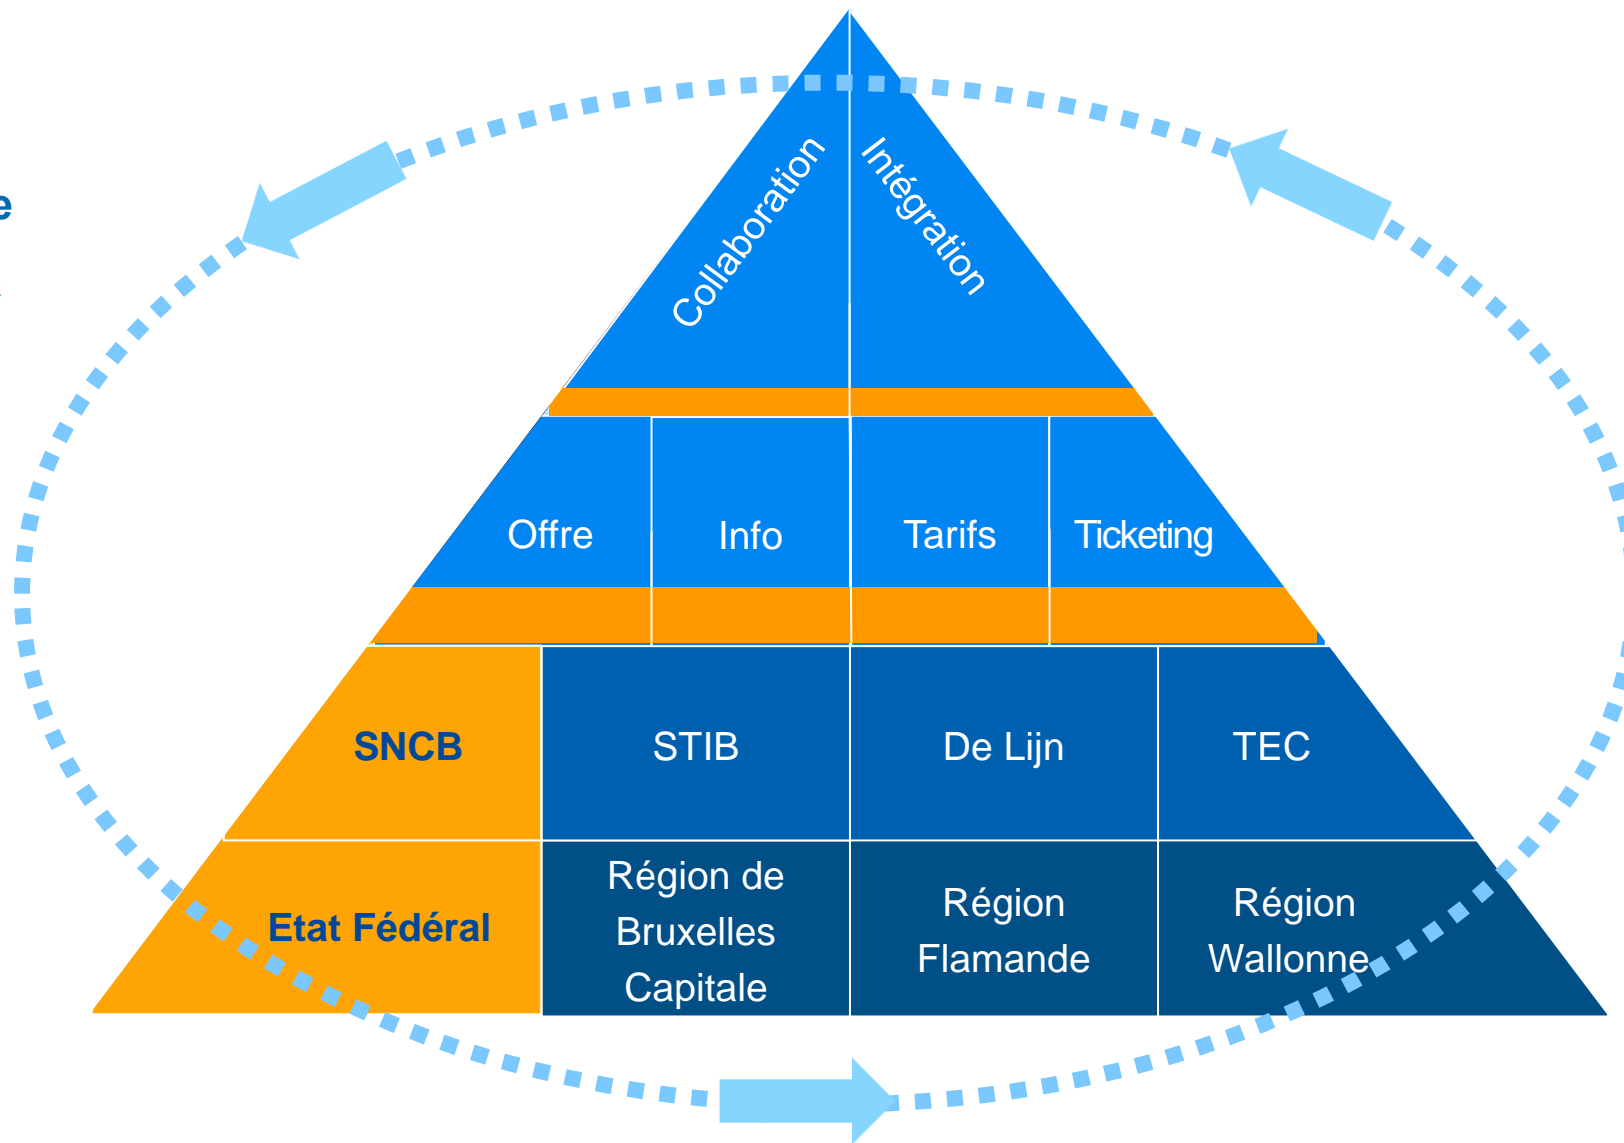 e
Collaboration
Intégration
Offre
Info
Tarifs
Ticketing
SNCB
STIB
De Lijn
TEC
Etat Fédéral
Région de
Bruxelles
Capitale
Région
Flamande
Région
Wallonne